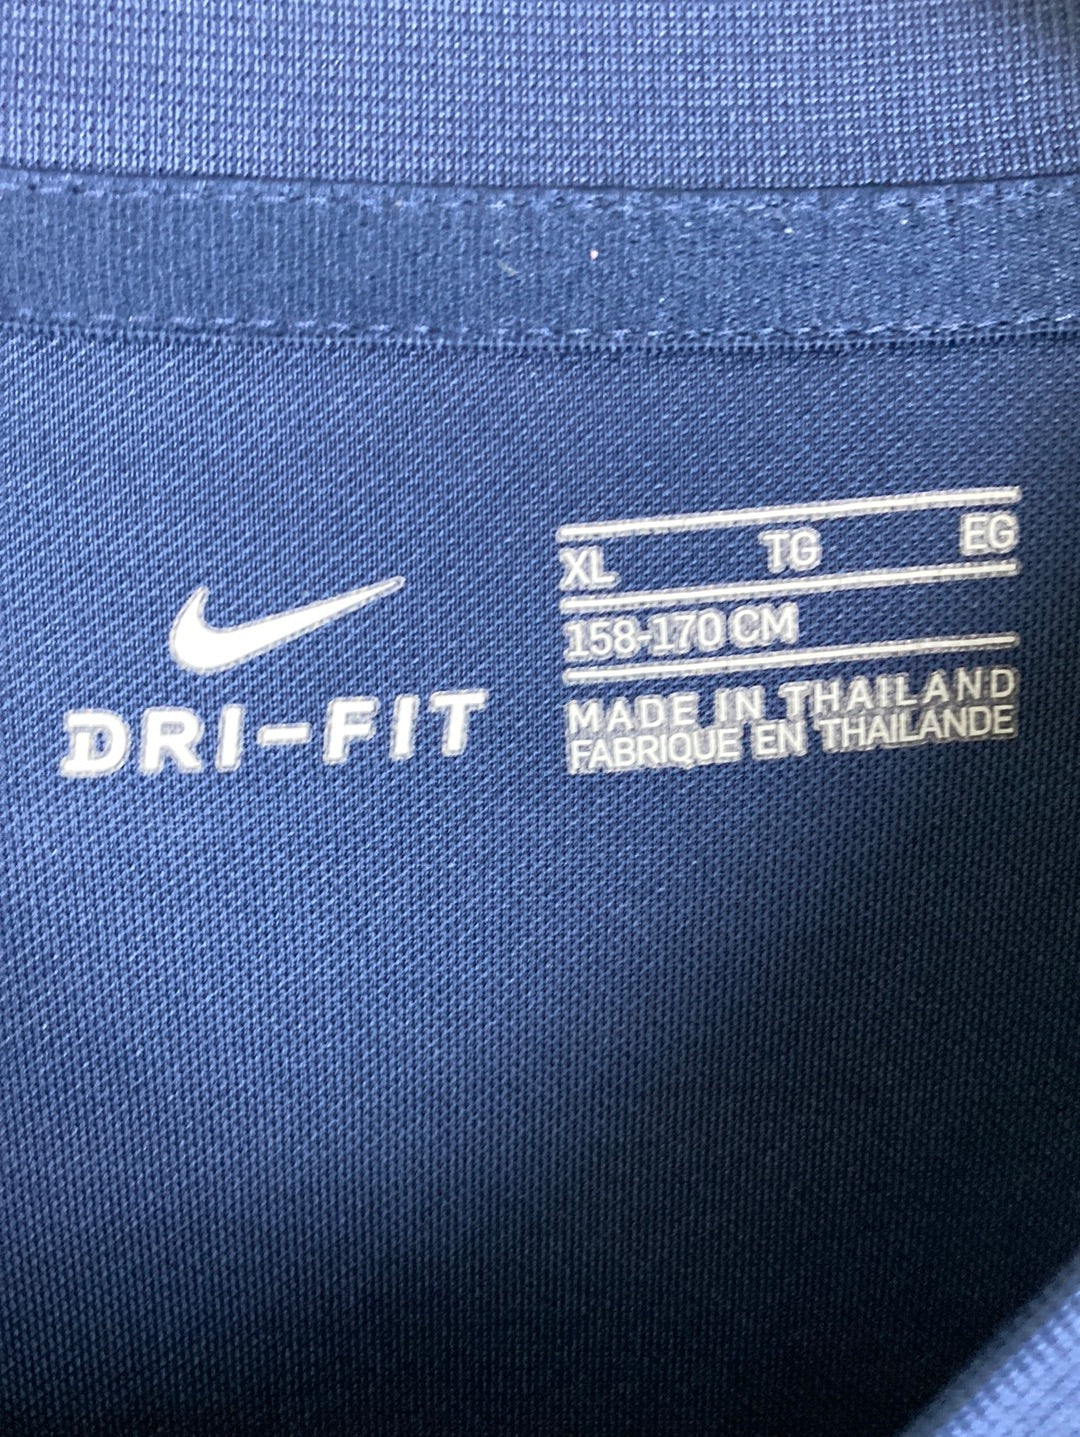 DRI-FIT
XL TG EG
158-170 CM
MADE IN THAILAND
FABRIQUE EN THAILANDE